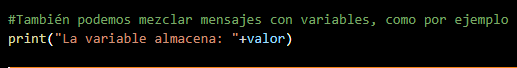 #También podemos mezclar mensajes con variables, como por ejemplo
print("La variable almacena: "+valor)